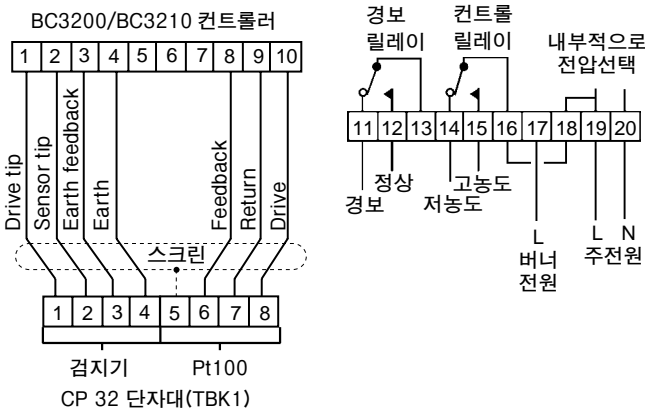 BC3200/BC3210 컨트롤러
1 2 3 4 5 6 7 8 9 10
Drive tip
Sensor tip
Earth feedback
Earth
Feedback
Return
Drive
스크린
1 2 3 4 5 6 7 8
검지기
Pt100
CP 32 단자대(TBK1)
경보
릴레이
컨트롤
릴레이
내부적으로
전압선택
11 12 13 14 15 16 17 18 19 20
정상
경보
고농도
저농도
L
버너
전원
L N
주전원